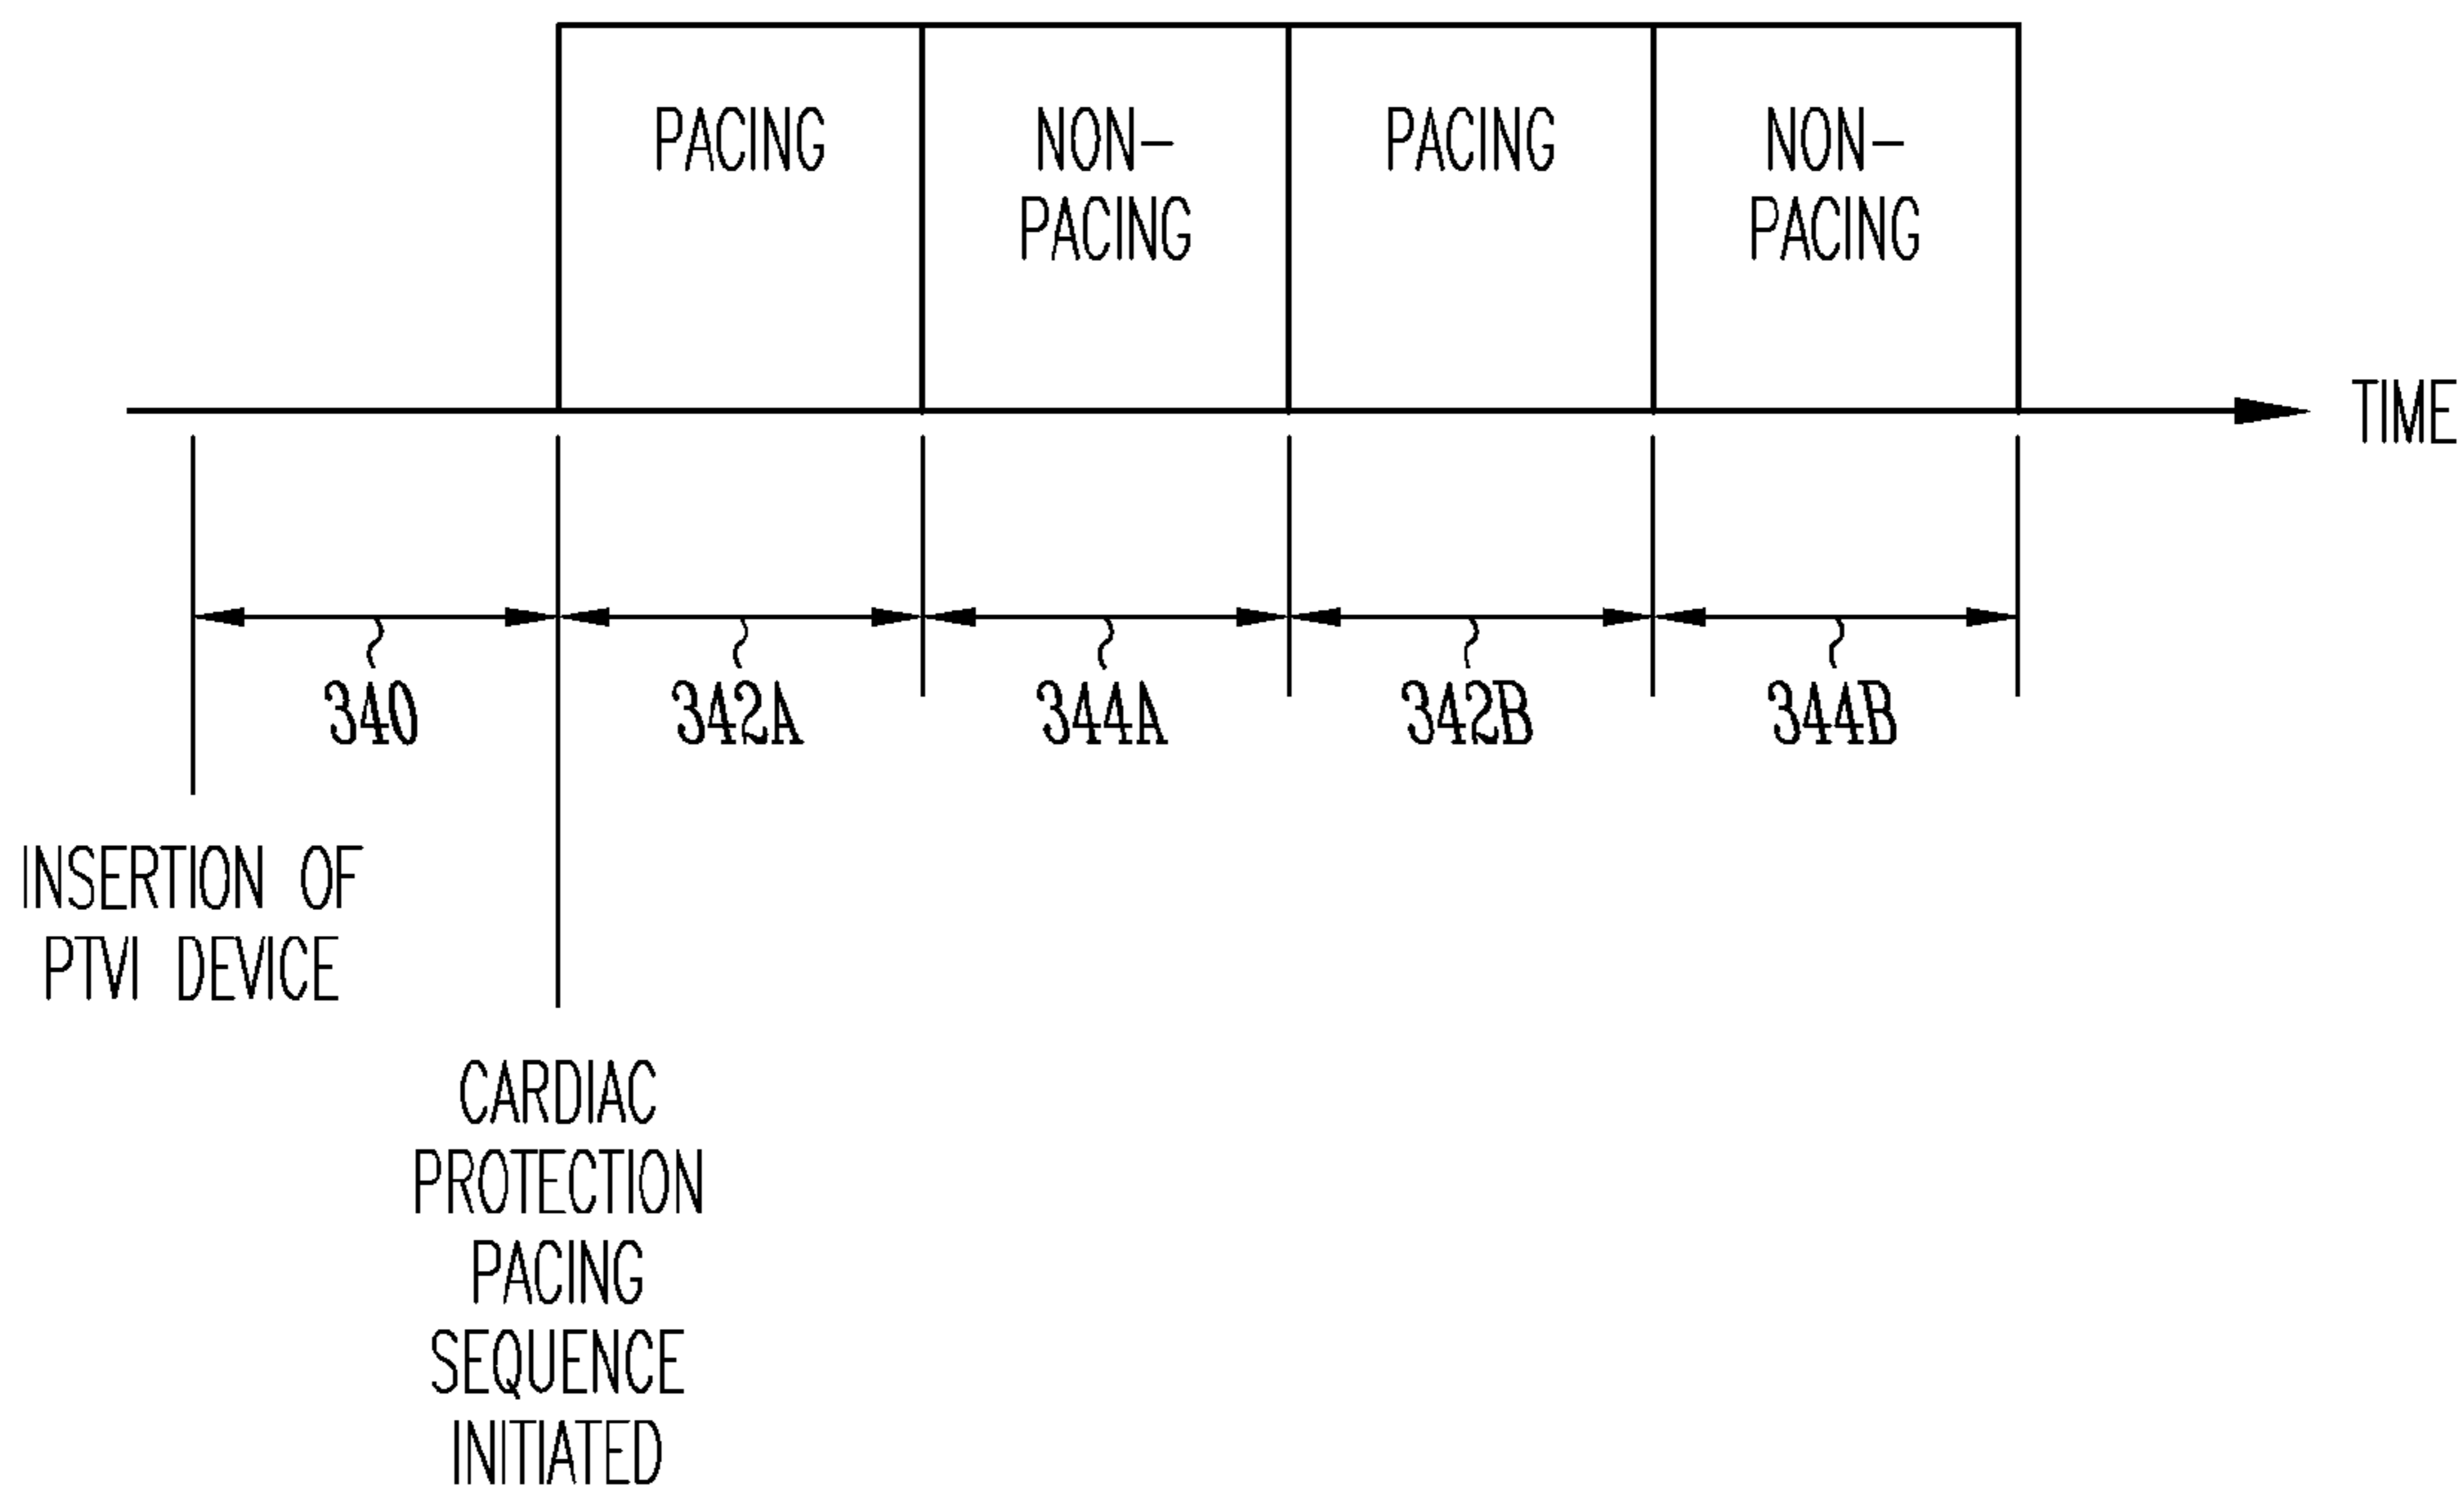 PACING
NON-
PACING
PACING
NON-
PACING
TIME
340
342A
344A
342B
344B
INSERTION OF
PTVI DEVICE
CARDIAC
PROTECTION
PACING
SEQUENCE
INITIATED